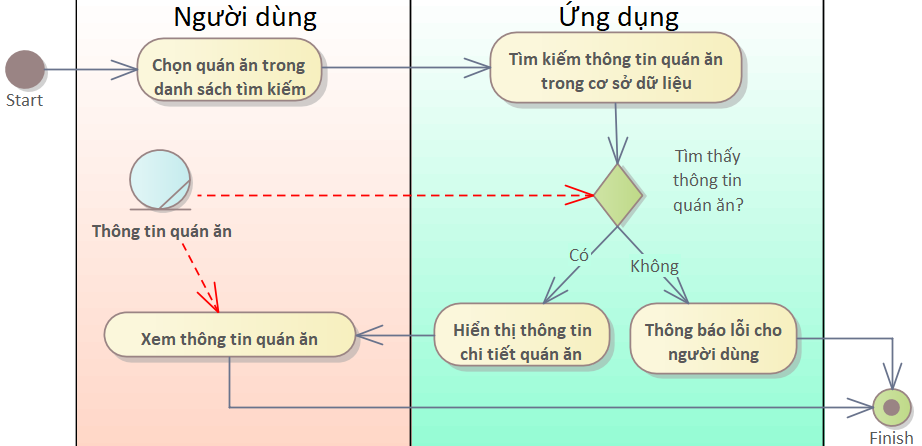 Người dùng
Ứng dụng
Start
Chọn quán ăn trong
danh sách tìm kiếm
Tìm kiếm thông tin quán ăn
trong cơ sở dữ liệu
Tìm thấy
thông tin
quán ăn?
Thông tin quán ăn
Có
Không
Xem thông tin quán ăn
Hiển thị thông tin
chi tiết quán ăn
Thông báo lỗi cho
người dùng
Finish